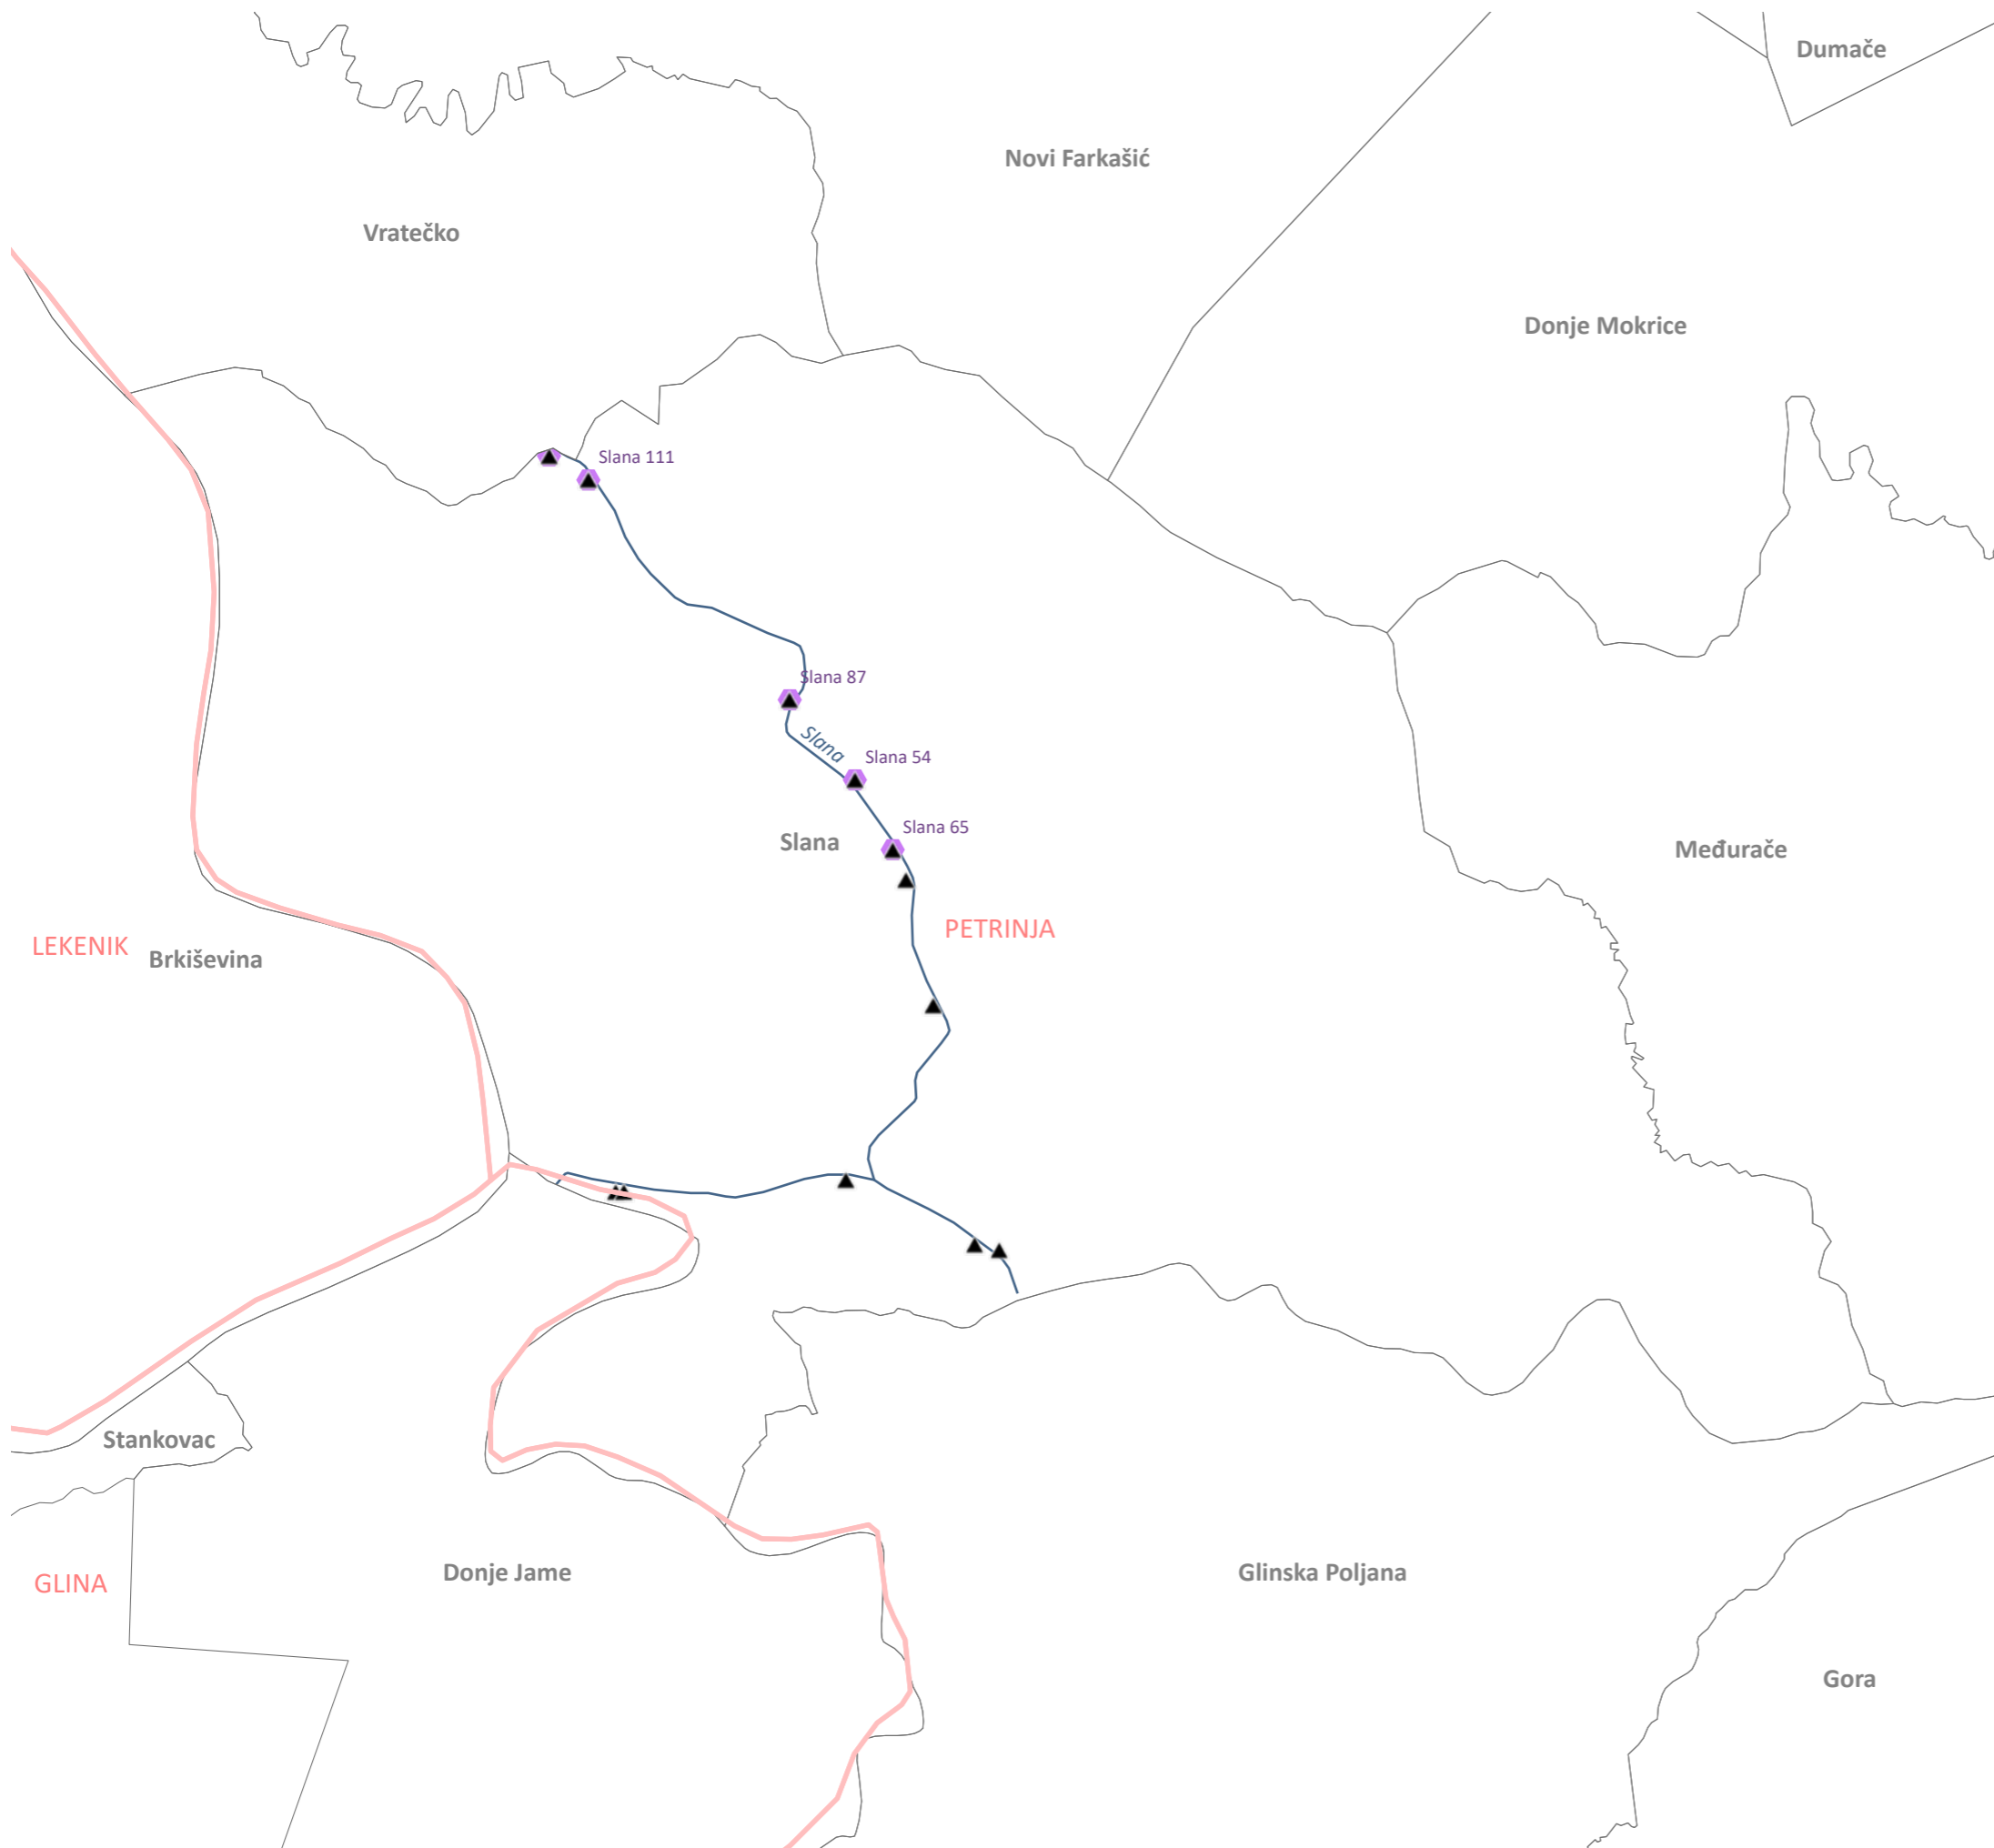 Dumače
Novi Farkašić
Vratečko
Donje Mokrice
Slana 111
Slana 87
Slana
Slana 54
Slana 65
Slana
Međurače
PETRINJA
LEKENIK
Brkiševina
Stankovac
Donje Jame
Glinska Poljana
GLINA
Gora